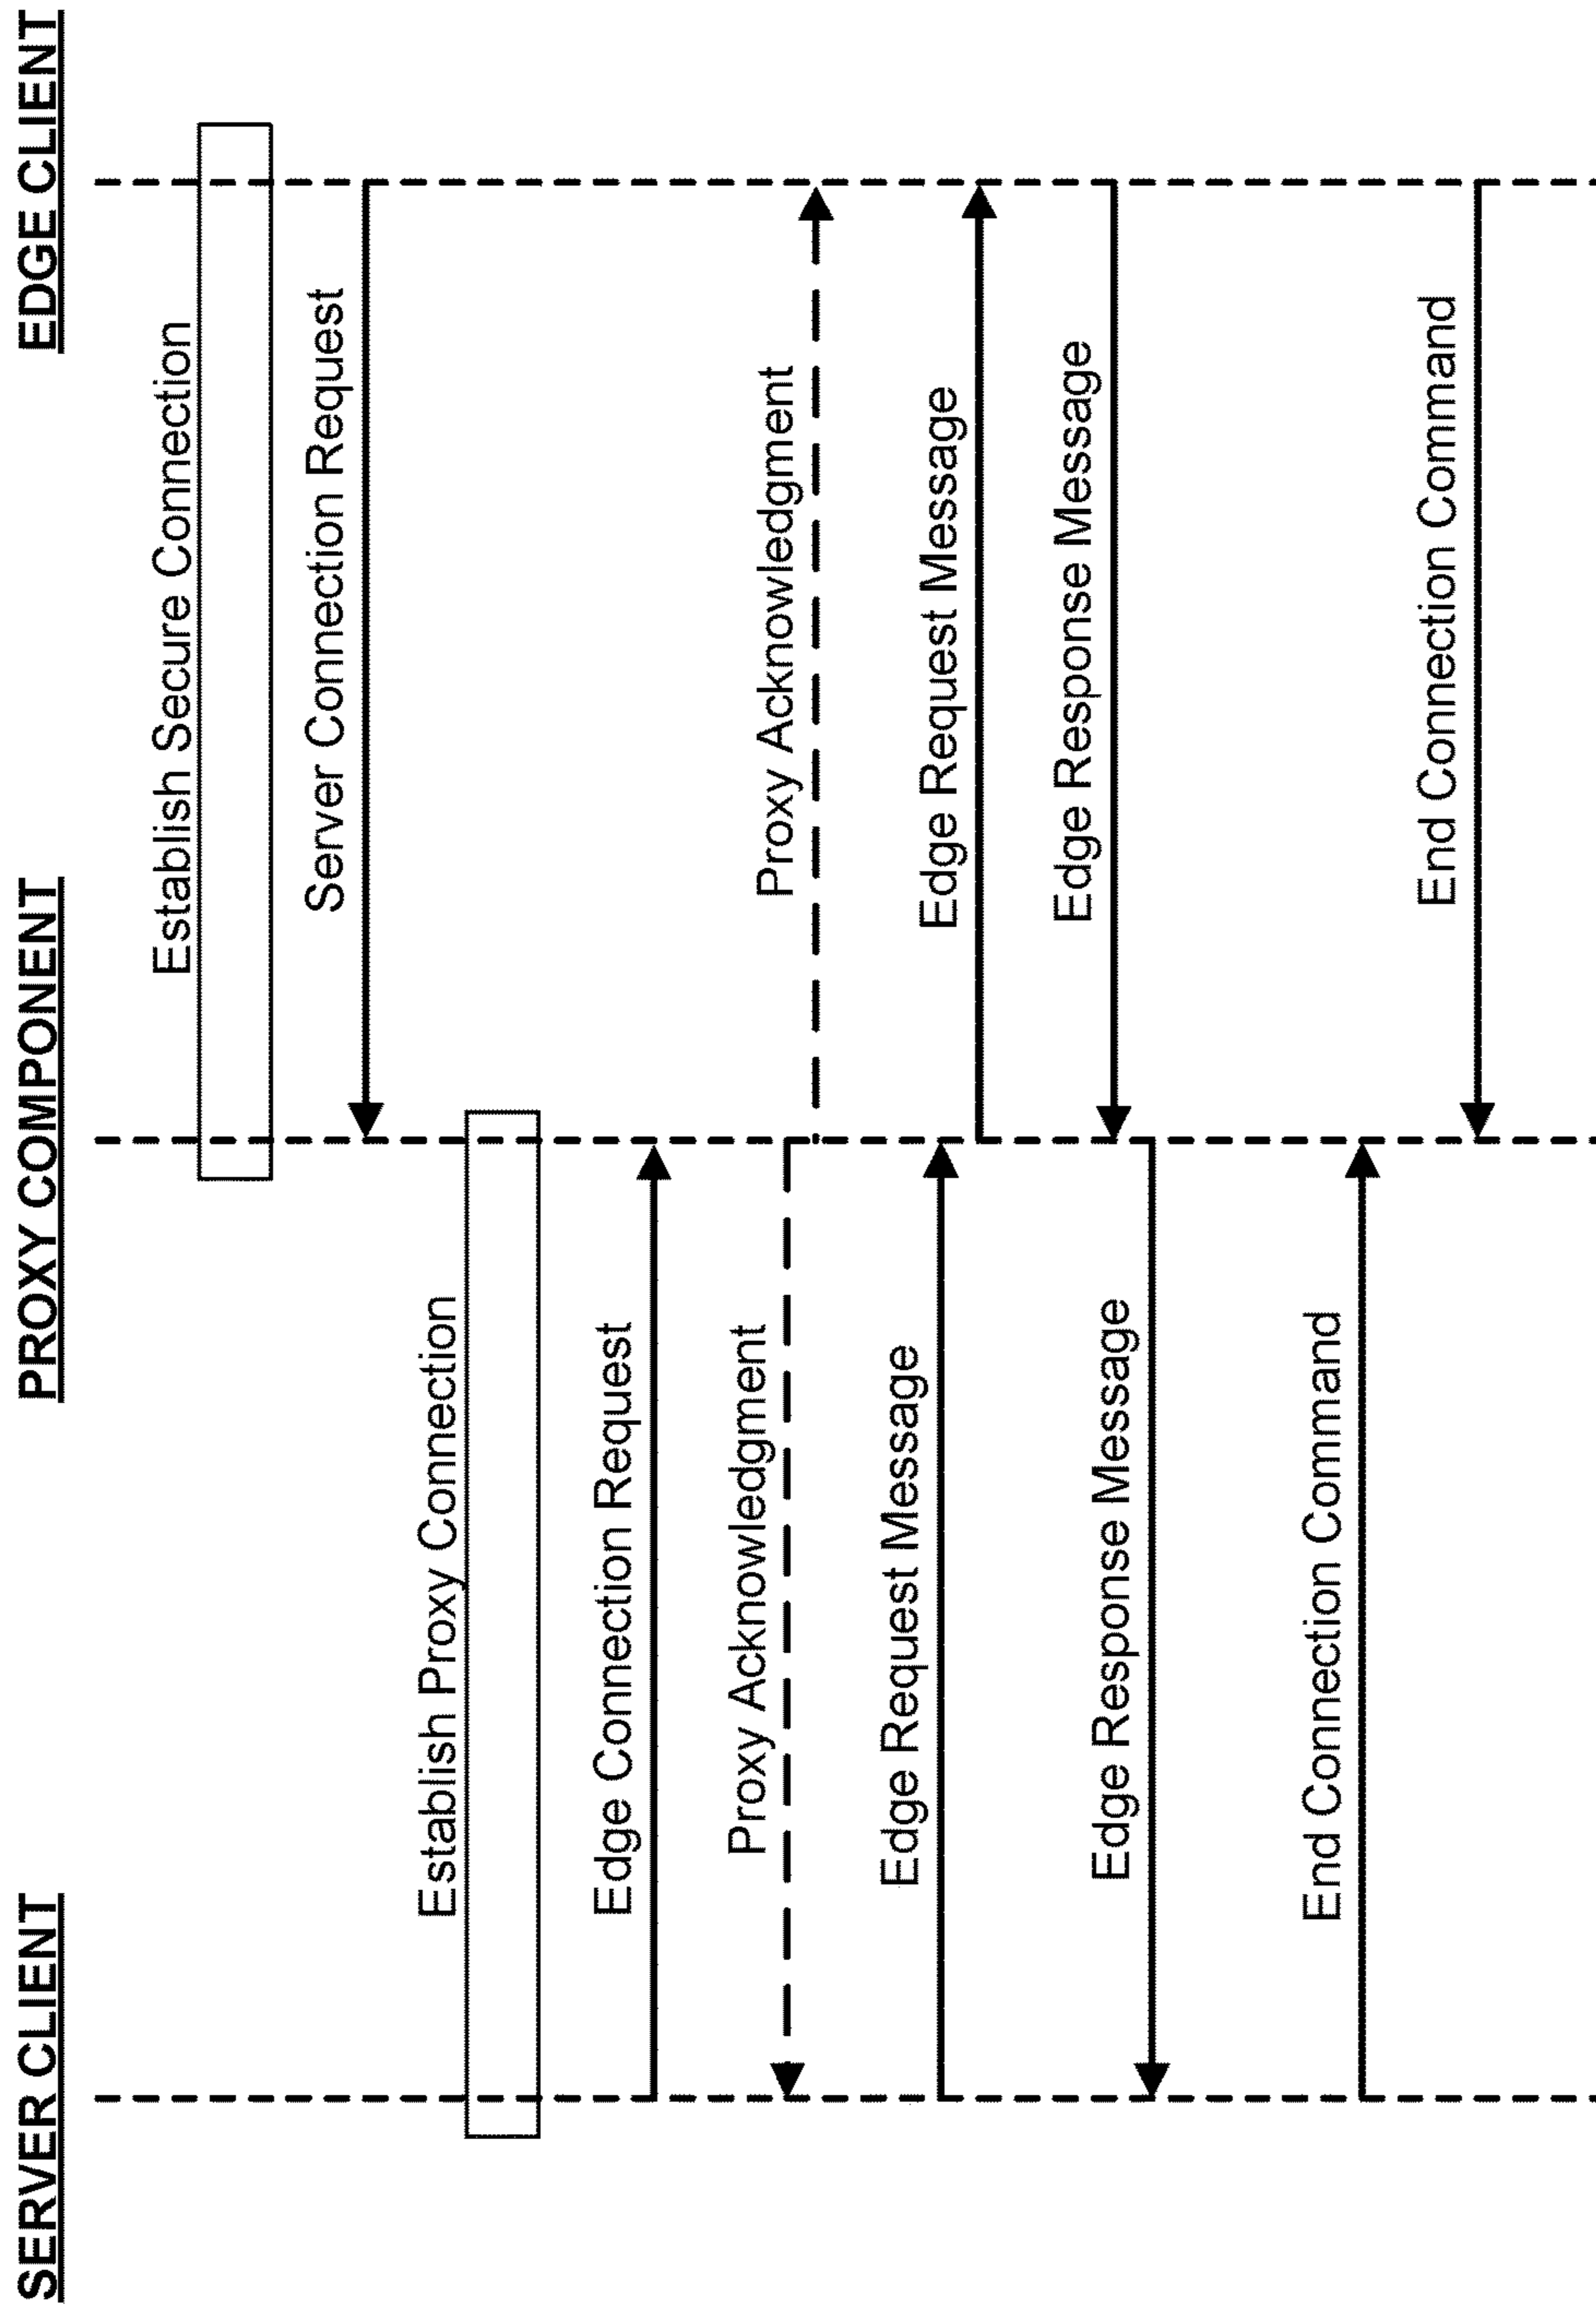 SERVER CLIENT
PROXY COMPONENT
EDGE CLIENT
Establish Secure Connection
Server Connection Request
Establish Proxy Connection
Edge Connection Request
Proxy Acknowledgment
Proxy Acknowledgment
Edge Request Message
Edge Request Message
Edge Response Message
Edge Response Message
End Connection Command
End Connection Command